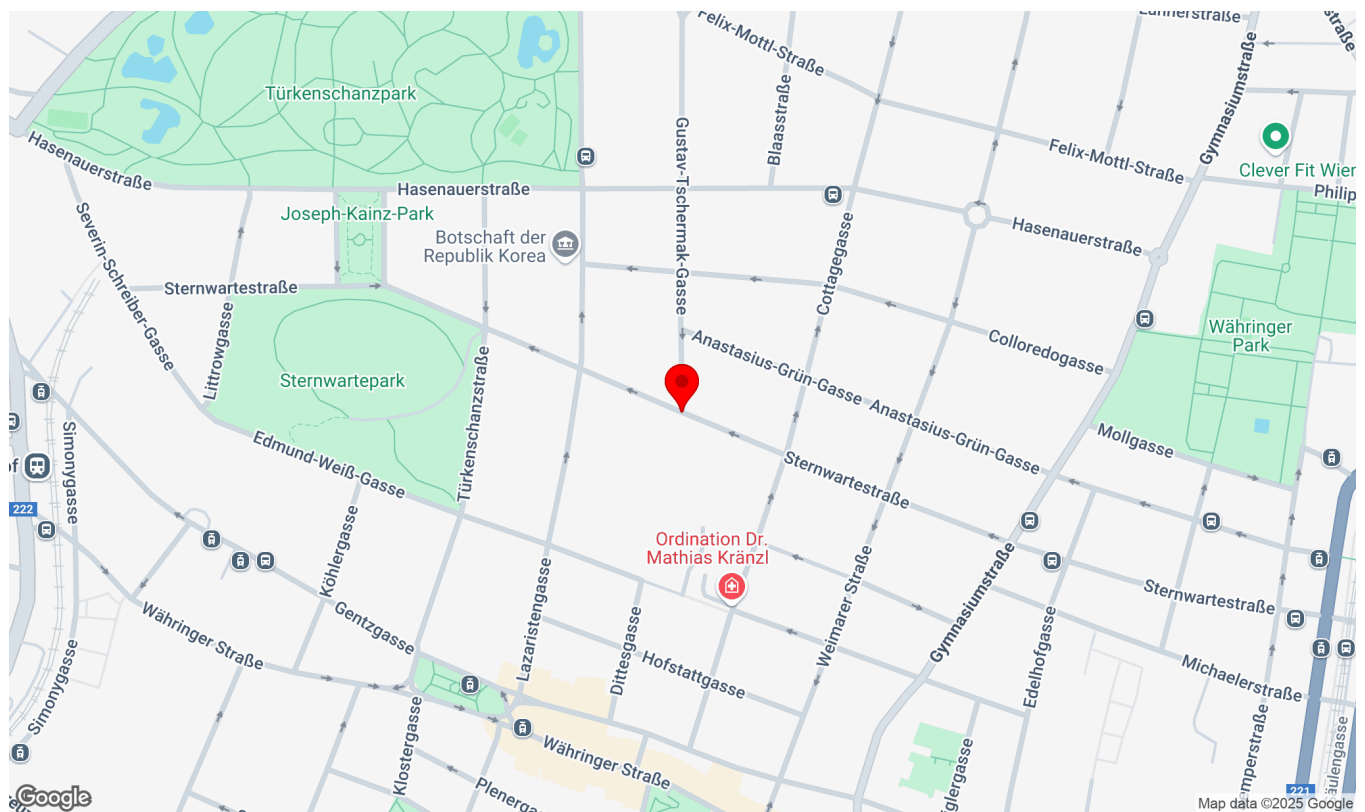 Lannerstraße
Felix-Mottl-Straße
Türkenschanzpark
Blaasstraße
Gymnasiumstraße
Gustav-Tschermak-Gasse
Hasenauerstraße
Felix-Mottl-Straße
Clever Fit Wien
Philip
Hasenauerstraße
Joseph-Kainz-Park
Botschaft der
Republik Korea
Cottagegasse
Hasenauerstraße
Severin-Schreiber-Gasse
Sternwartestraße
Littrowgasse
Währinger
Park
Colloredogasse
Anastasius-Grün-Gasse
Sternwartepark
Türkenschanzstraße
Anastasius-Grün-Gasse
Mollgasse
Simonygasse
Edmund-Weiß-Gasse
Sternwartestraße
222
Köhlergasse
Ordination Dr.
Mathias Kränzl
Gymnasiumstraße
Weimarer Straße
Sternwartestraße
Lazaristengasse
Gentzgasse
Währinger Straße
Dittesgasse
Hofstattgasse
Edelhofgasse
Michaelerstraße
Simonygasse
Klostergasse
Währinger Straße
Google
221
Map data ©2025 Google